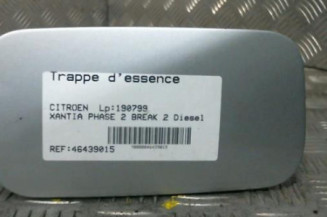 Trappe d'essence
CITROEN Lp:190799
XANTIA PHASE 2 BREAK 2 Diesel
REF:46439015